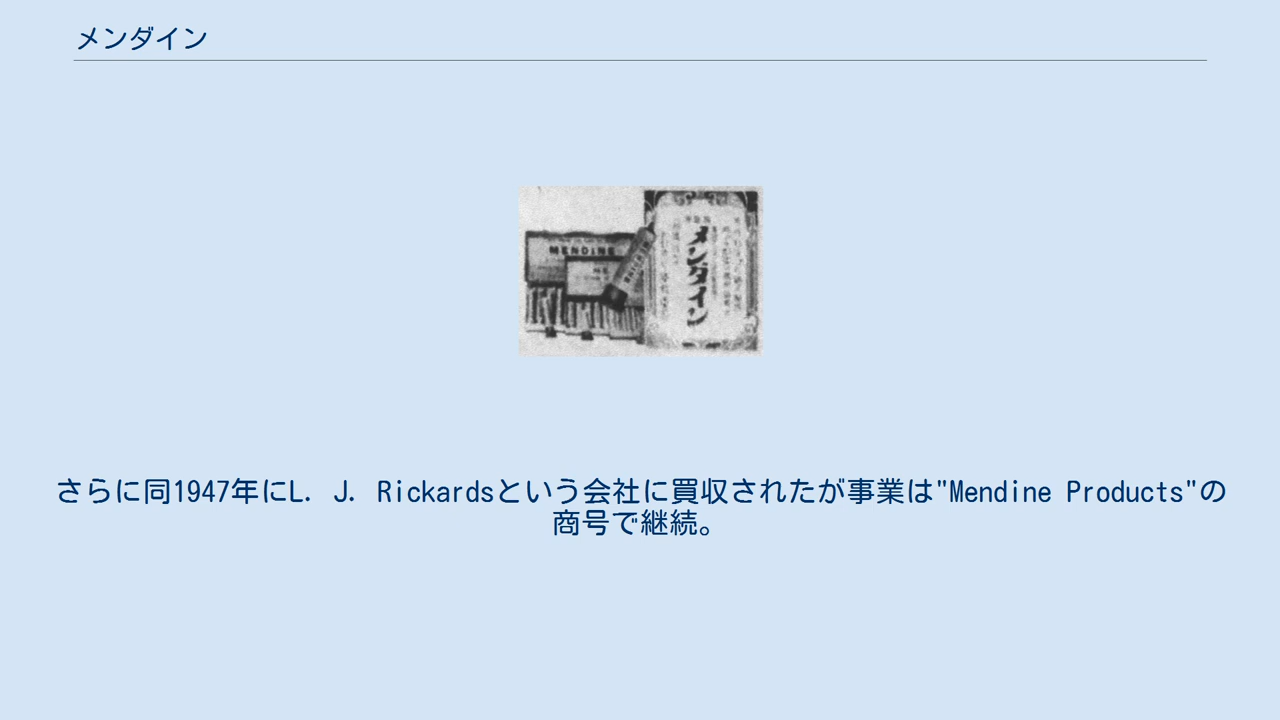 メンダイン
MENDINE
メンダイン
さらに同1947年にL. J. Rickardsという会社に買収されたが事業は"Mendine Products"の
商号で継続。